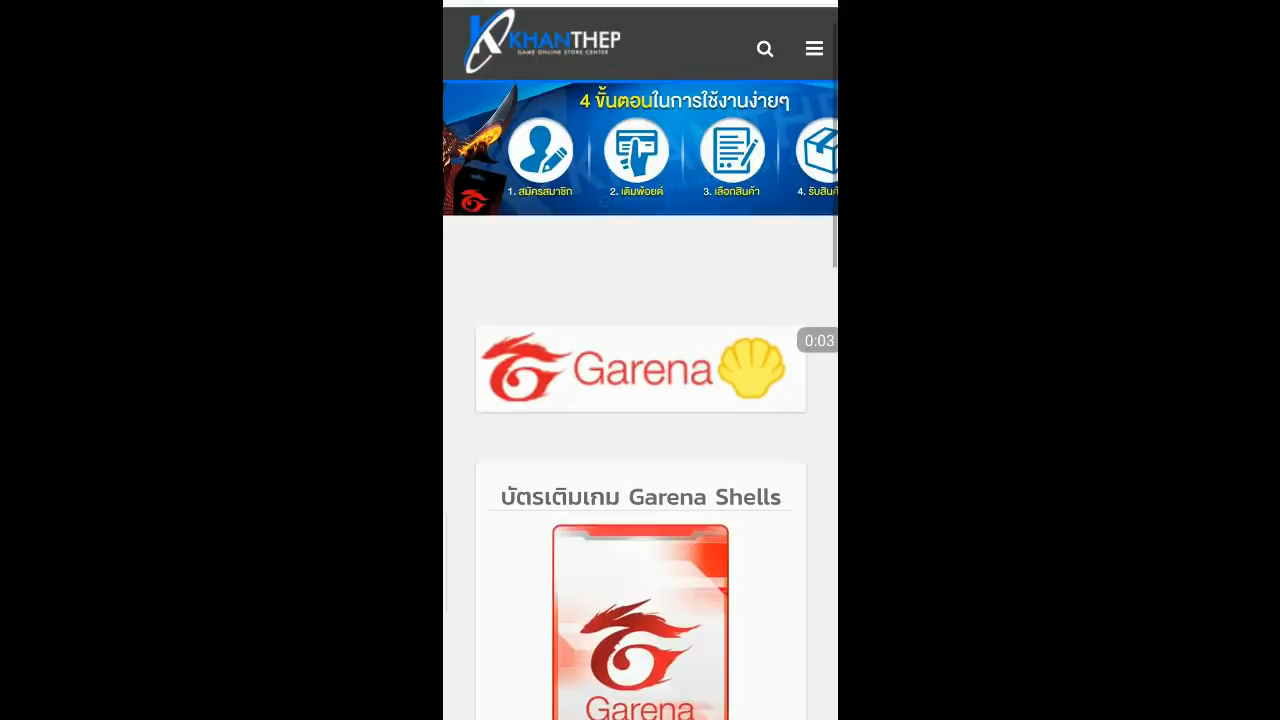 KHANTHEP
GAME ONLINE STORE CENTER
4 ขั้นตอนในการใช้งานง่ายๆ
1. สมัครสมาชิก
2. เติมพ้อยด์
3. เลือกสินค้า
4. รับสินค้
Garena
0:03
บัตรเติมเกม Garena Shells
Garena